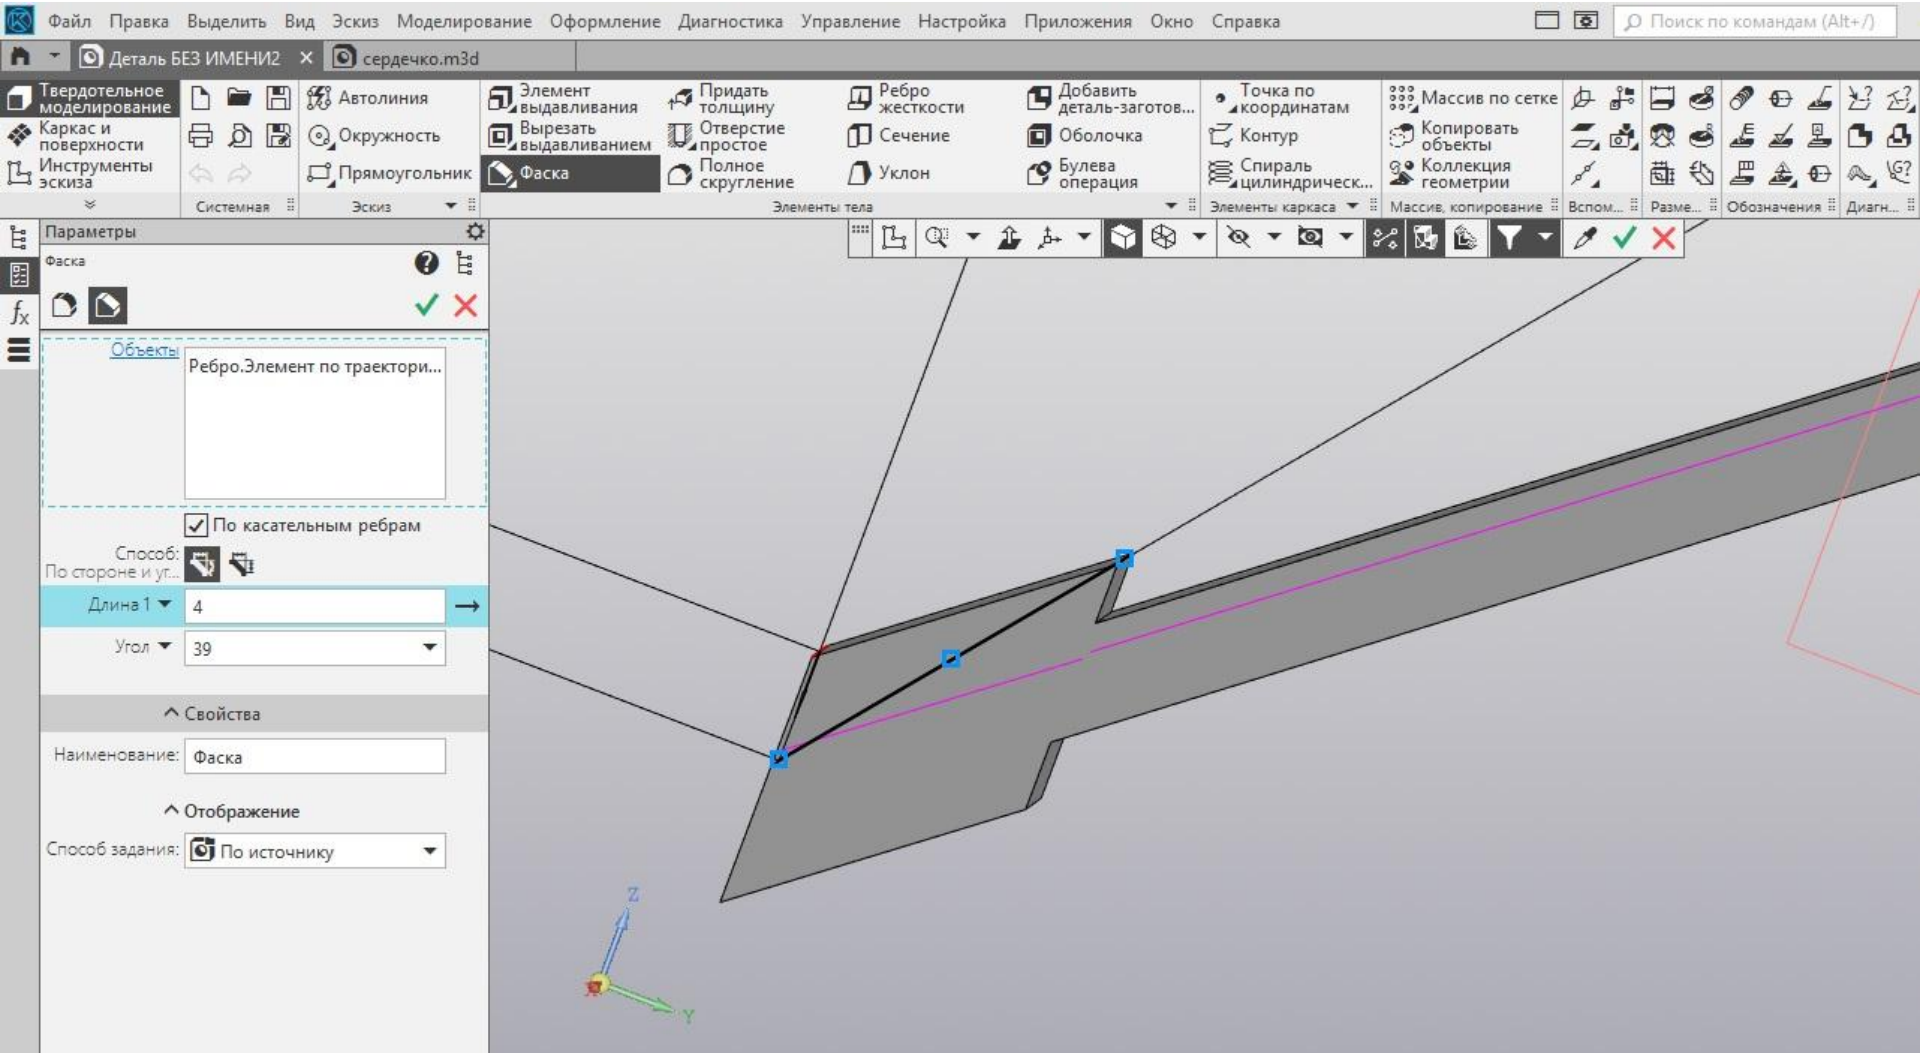 Файл Правка Выделить Вид Эскиз Моделирование Оформление Диагностика Управление Настройка Приложения Окно Справка
Поиск по командам (Alt+/)
Деталь БЕЗ ИМЕНИ2
сердечко.m3d
Твердотельное
моделирование
Каркас и
поверхности
Инструменты
эскиза
Системная
Автолиния
Окружность
Прямоугольник
Эскиз
Элемент
выдавливания
Вырезать
выдавливанием
Фаска
Придать
толщину
Отверстие
простое
Полное
скругление
Ребро
жесткости
Сечение
Уклон
Добавить
деталь-заготов...
Оболочка
Булева
операция
Элементы тела
Точка по
координатам
Контур
Спираль
цилиндрическ...
Элементы каркаса
Массив по сетке
Копировать
объекты
Коллекция
геометрии
Массив, копирование
Вспом...
Разме...
Обозначения
Диагн...
Параметры
Фаска
Объекты
Ребро.Элемент по траектори...
По касательным ребрам
Способ:
По стороне и уг...
Длина 1
4
Угол
39
Свойства
Наименование:
Фаска
Отображение
Способ задания:
По источнику
Z
X
Y